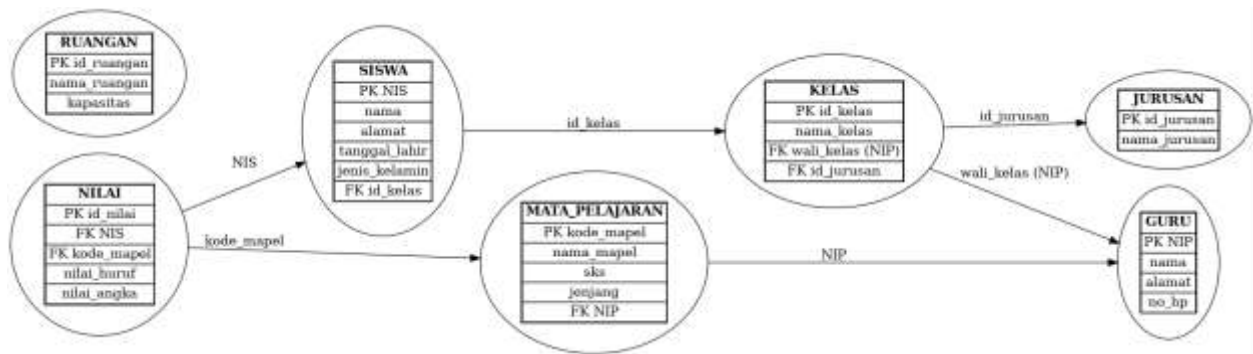 RUANGAN
PK id_ruangan
nama_ruangan
kapasitas
NILAI
PK id_nilai
FK NIS
FK kode_mapel
nilai_huruf
nilai_angka
NIS
kode_mapel
SISWA
PK NIS
nama
alamat
tanggal_lahir
jenis_kelamin
FK id_kelas
id_kelas
MATA_PELAJARAN
PK kode_mapel
nama_mapel
sks
jenjang
FK NIP
NIP
KELAS
PK id_kelas
nama_kelas
FK wali_kelas (NIP)
FK id_jurusan
id_jurusan
wali_kelas (NIP)
JURUSAN
PK id_jurusan
nama_jurusan
GURU
PK NIP
nama
alamat
no_hp